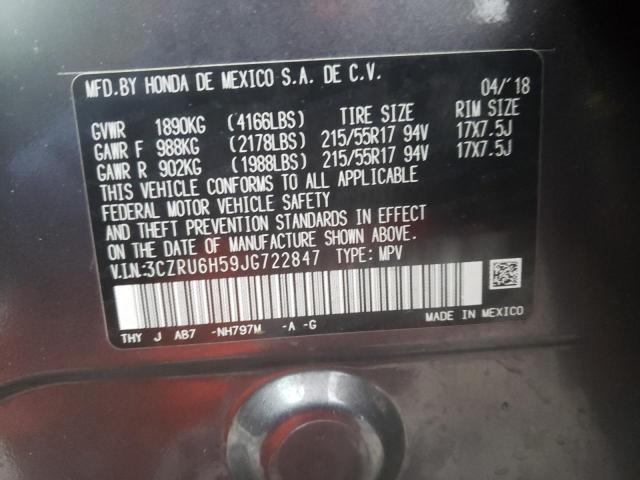 MFD.BY HONDA DE MEXICO S.A. DE C.V. 04/'18
GVWR 1890KG (4166LBS) TIRE SIZE RIM SIZE
GAWR F 988KG (2178LBS) 215/55R17 94V 17X7.5J
GAWR R 902KG (1988LBS) 215/55R17 94V 17X7.5J
THIS VEHICLE CONFORMS TO ALL APPLICABLE
FEDERAL MOTOR VEHICLE SAFETY
AND THEFT PREVENTION STANDARDS IN EFFECT
ON THE DATE OF MANUFACTURE SHOWN ABOVE.
V.I.N:3CZRU6H59JG722847 TYPE: MPV
THY J AB7 -NH797M -A -G MADE IN MEXICO